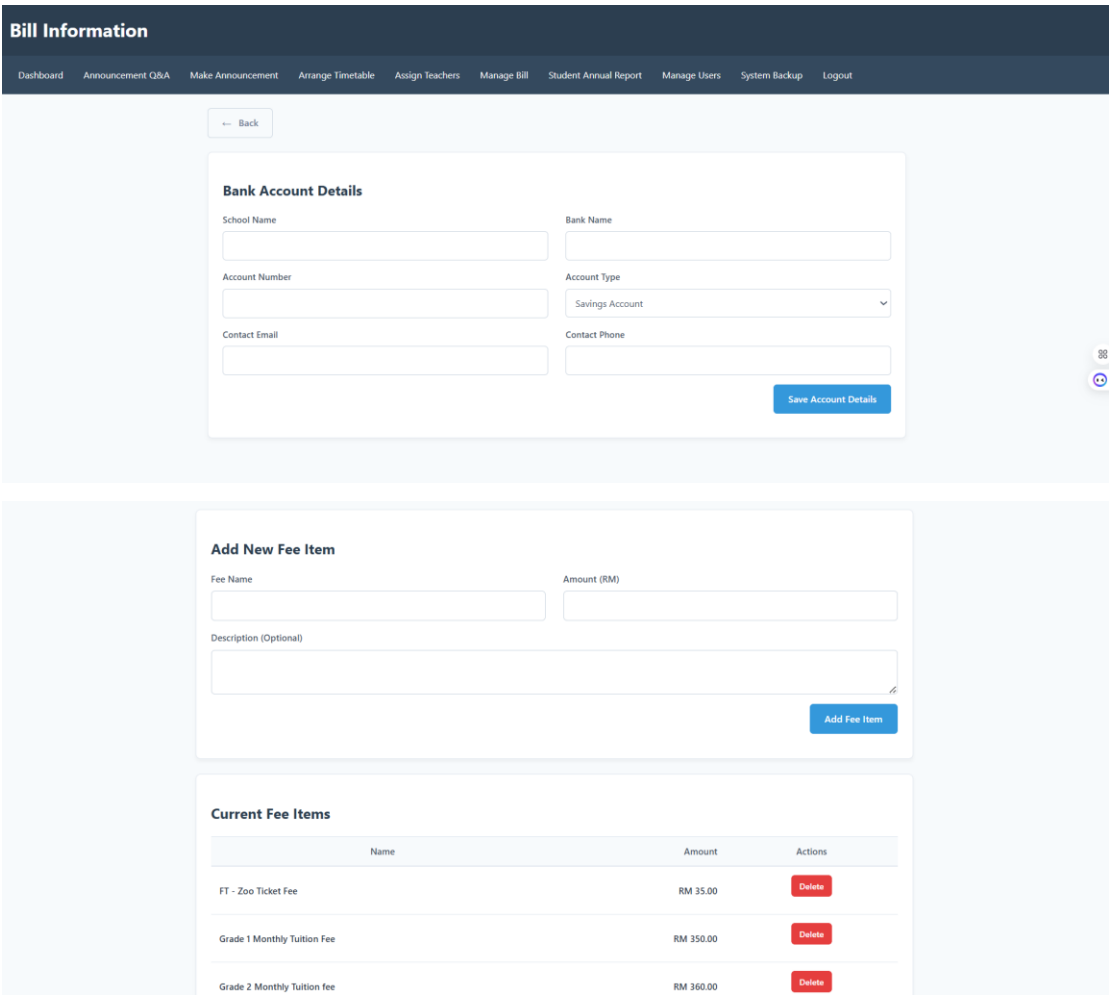 Bill Information
Dashboard Announcement Q&A Make Announcement Arrange Timetable Assign Teachers Manage Bill Student Annual Report Manage Users System Backup Logout
← Back
Bank Account Details
School Name Bank Name
Account Number Account Type
Savings Account
Contact Email Contact Phone
Save Account Details
Add New Fee Item
Fee Name Amount (RM)
Description (Optional)
Add Fee Item
Current Fee Items
Name Amount Actions
FT - Zoo Ticket Fee RM 35.00 Delete
Grade 1 Monthly Tuition Fee RM 350.00 Delete
Grade 2 Monthly Tuition fee RM 360.00 Delete